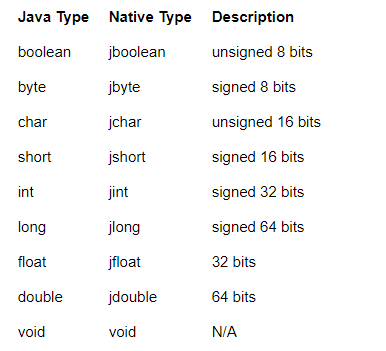 Java Type Native Type Description
boolean jboolean unsigned 8 bits
byte jbyte signed 8 bits
char jchar unsigned 16 bits
short jshort signed 16 bits
int jint signed 32 bits
long jlong signed 64 bits
float jfloat 32 bits
double jdouble 64 bits
void void N/A